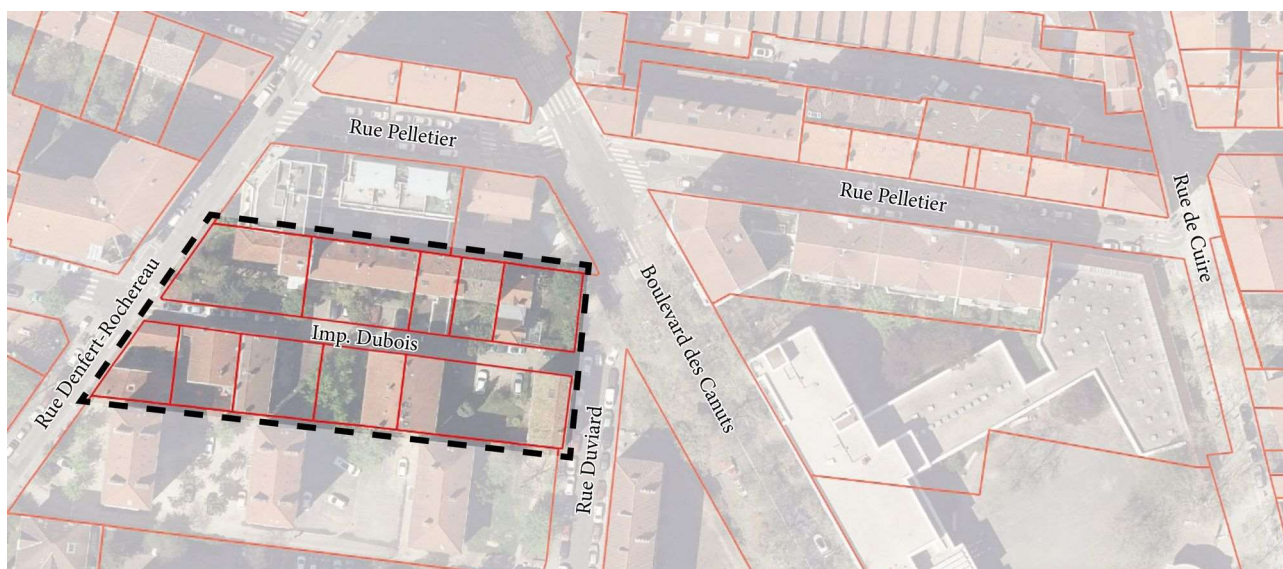 Rue Pelletier
Rue Pelletier
Rue de Cuire
Rue Denfert-Rochereau
Imp. Dubois
Boulevard des Canuts
Rue Duviard